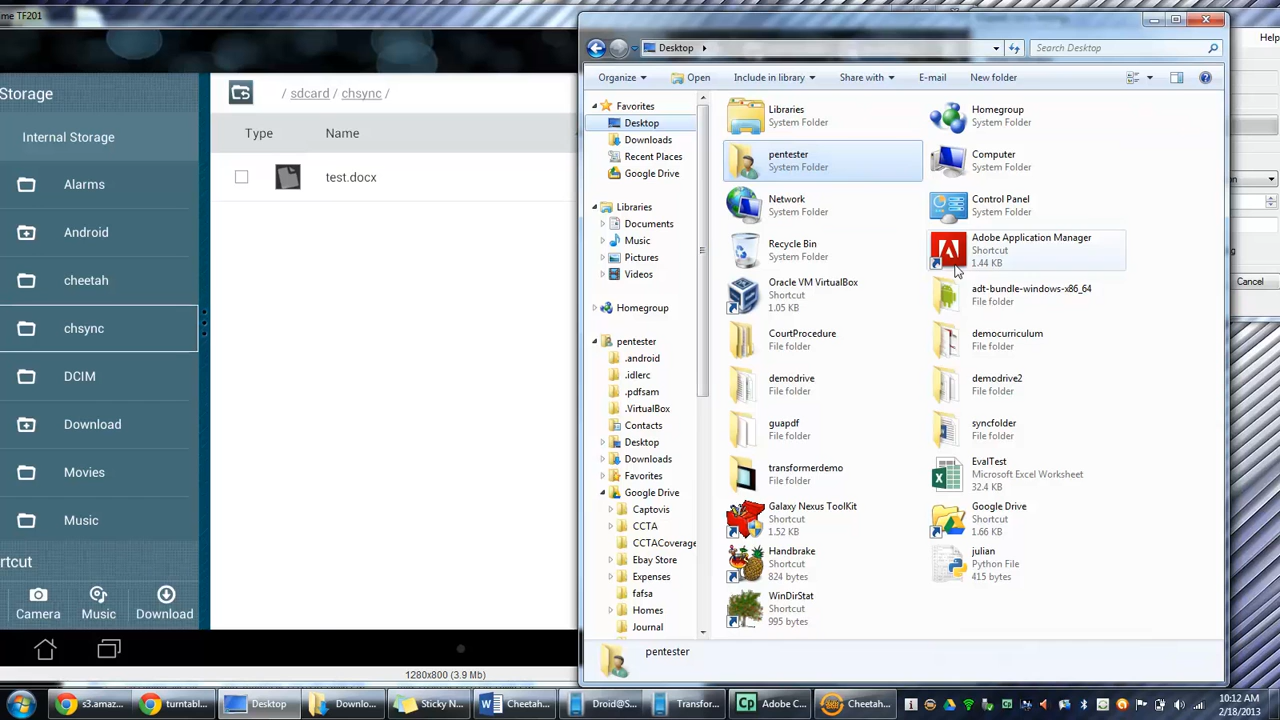 me TF201
Storage
Internal Storage
Alarms
Android
cheetah
chsync
DCIM
Download
Movies
Music
rtcut
Camera
Music
Download
/ sdcard / chsync /
Type
Name
test.docx
1280x800 (3.9 Mb)
Desktop
Search Desktop
Organize
Open
Include in library
Share with
E-mail
New folder
Favorites
Desktop
Downloads
Recent Places
Google Drive
Libraries
Documents
Music
Pictures
Videos
Homegroup
pentester
.android
.idlerc
.pdfsam
.VirtualBox
Contacts
Desktop
Downloads
Favorites
Google Drive
Captovis
CCTA
CCTACoverage
Ebay Store
Expenses
fafsa
Homes
Journal
Libraries
System Folder
Homegroup
System Folder
pentester
System Folder
Computer
System Folder
Network
System Folder
Control Panel
System Folder
Recycle Bin
System Folder
Adobe Application Manager
Shortcut
1.44 KB
Oracle VM VirtualBox
Shortcut
1.05 KB
adt-bundle-windows-x86_64
File folder
CourtProcedure
File folder
democurriculum
File folder
demodrive
File folder
demodrive2
File folder
guapdf
File folder
syncfolder
File folder
transformerdemo
File folder
EvalTest
Microsoft Excel Worksheet
32.4 KB
Galaxy Nexus ToolKit
Shortcut
1.52 KB
Google Drive
Shortcut
1.66 KB
Handbrake
Shortcut
824 bytes
julian
Python File
415 bytes
WinDirStat
Shortcut
995 bytes
pentester
Help
Cancel
s3.amaz...
turntabl...
Desktop
Downlo...
Sticky N...
Cheetah...
Droid@S...
Transfor...
Adobe C...
Cheetah...
10:12 AM
2/18/2013